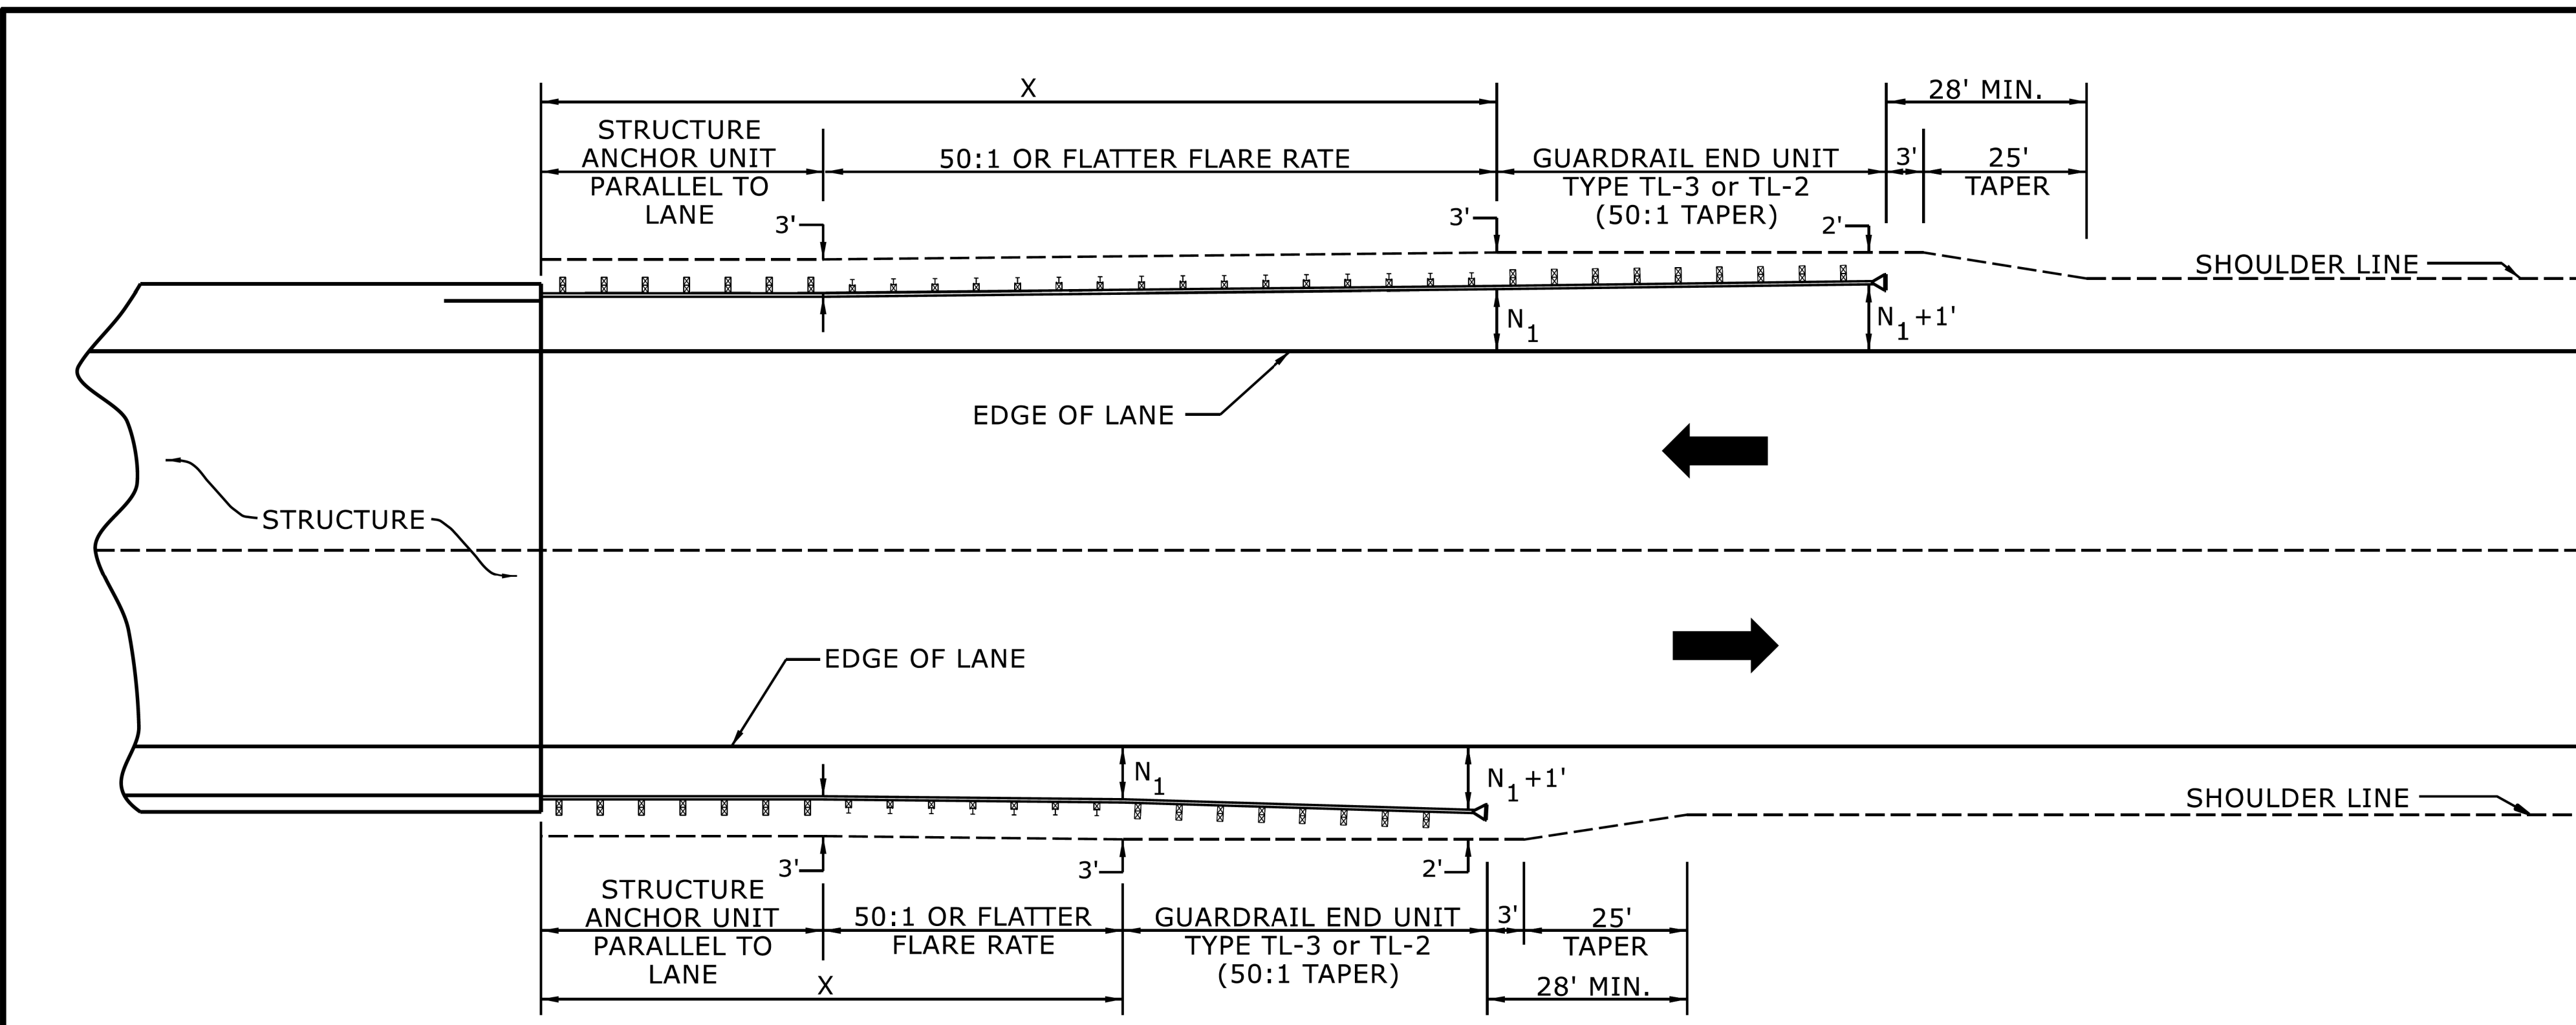 X
28' MIN.
STRUCTURE
ANCHOR UNIT
PARALLEL TO
LANE
50:1 OR FLATTER FLARE RATE
GUARDRAIL END UNIT
TYPE TL-3 or TL-2
(50:1 TAPER)
3'
25'
TAPER
3'
3'
2'
SHOULDER LINE
N1
N1+1'
EDGE OF LANE
STRUCTURE
EDGE OF LANE
N1
N1+1'
SHOULDER LINE
3'
3'
2'
STRUCTURE
ANCHOR UNIT
PARALLEL TO
LANE
50:1 OR FLATTER
FLARE RATE
GUARDRAIL END UNIT
TYPE TL-3 or TL-2
(50:1 TAPER)
3'
25'
TAPER
X
28' MIN.